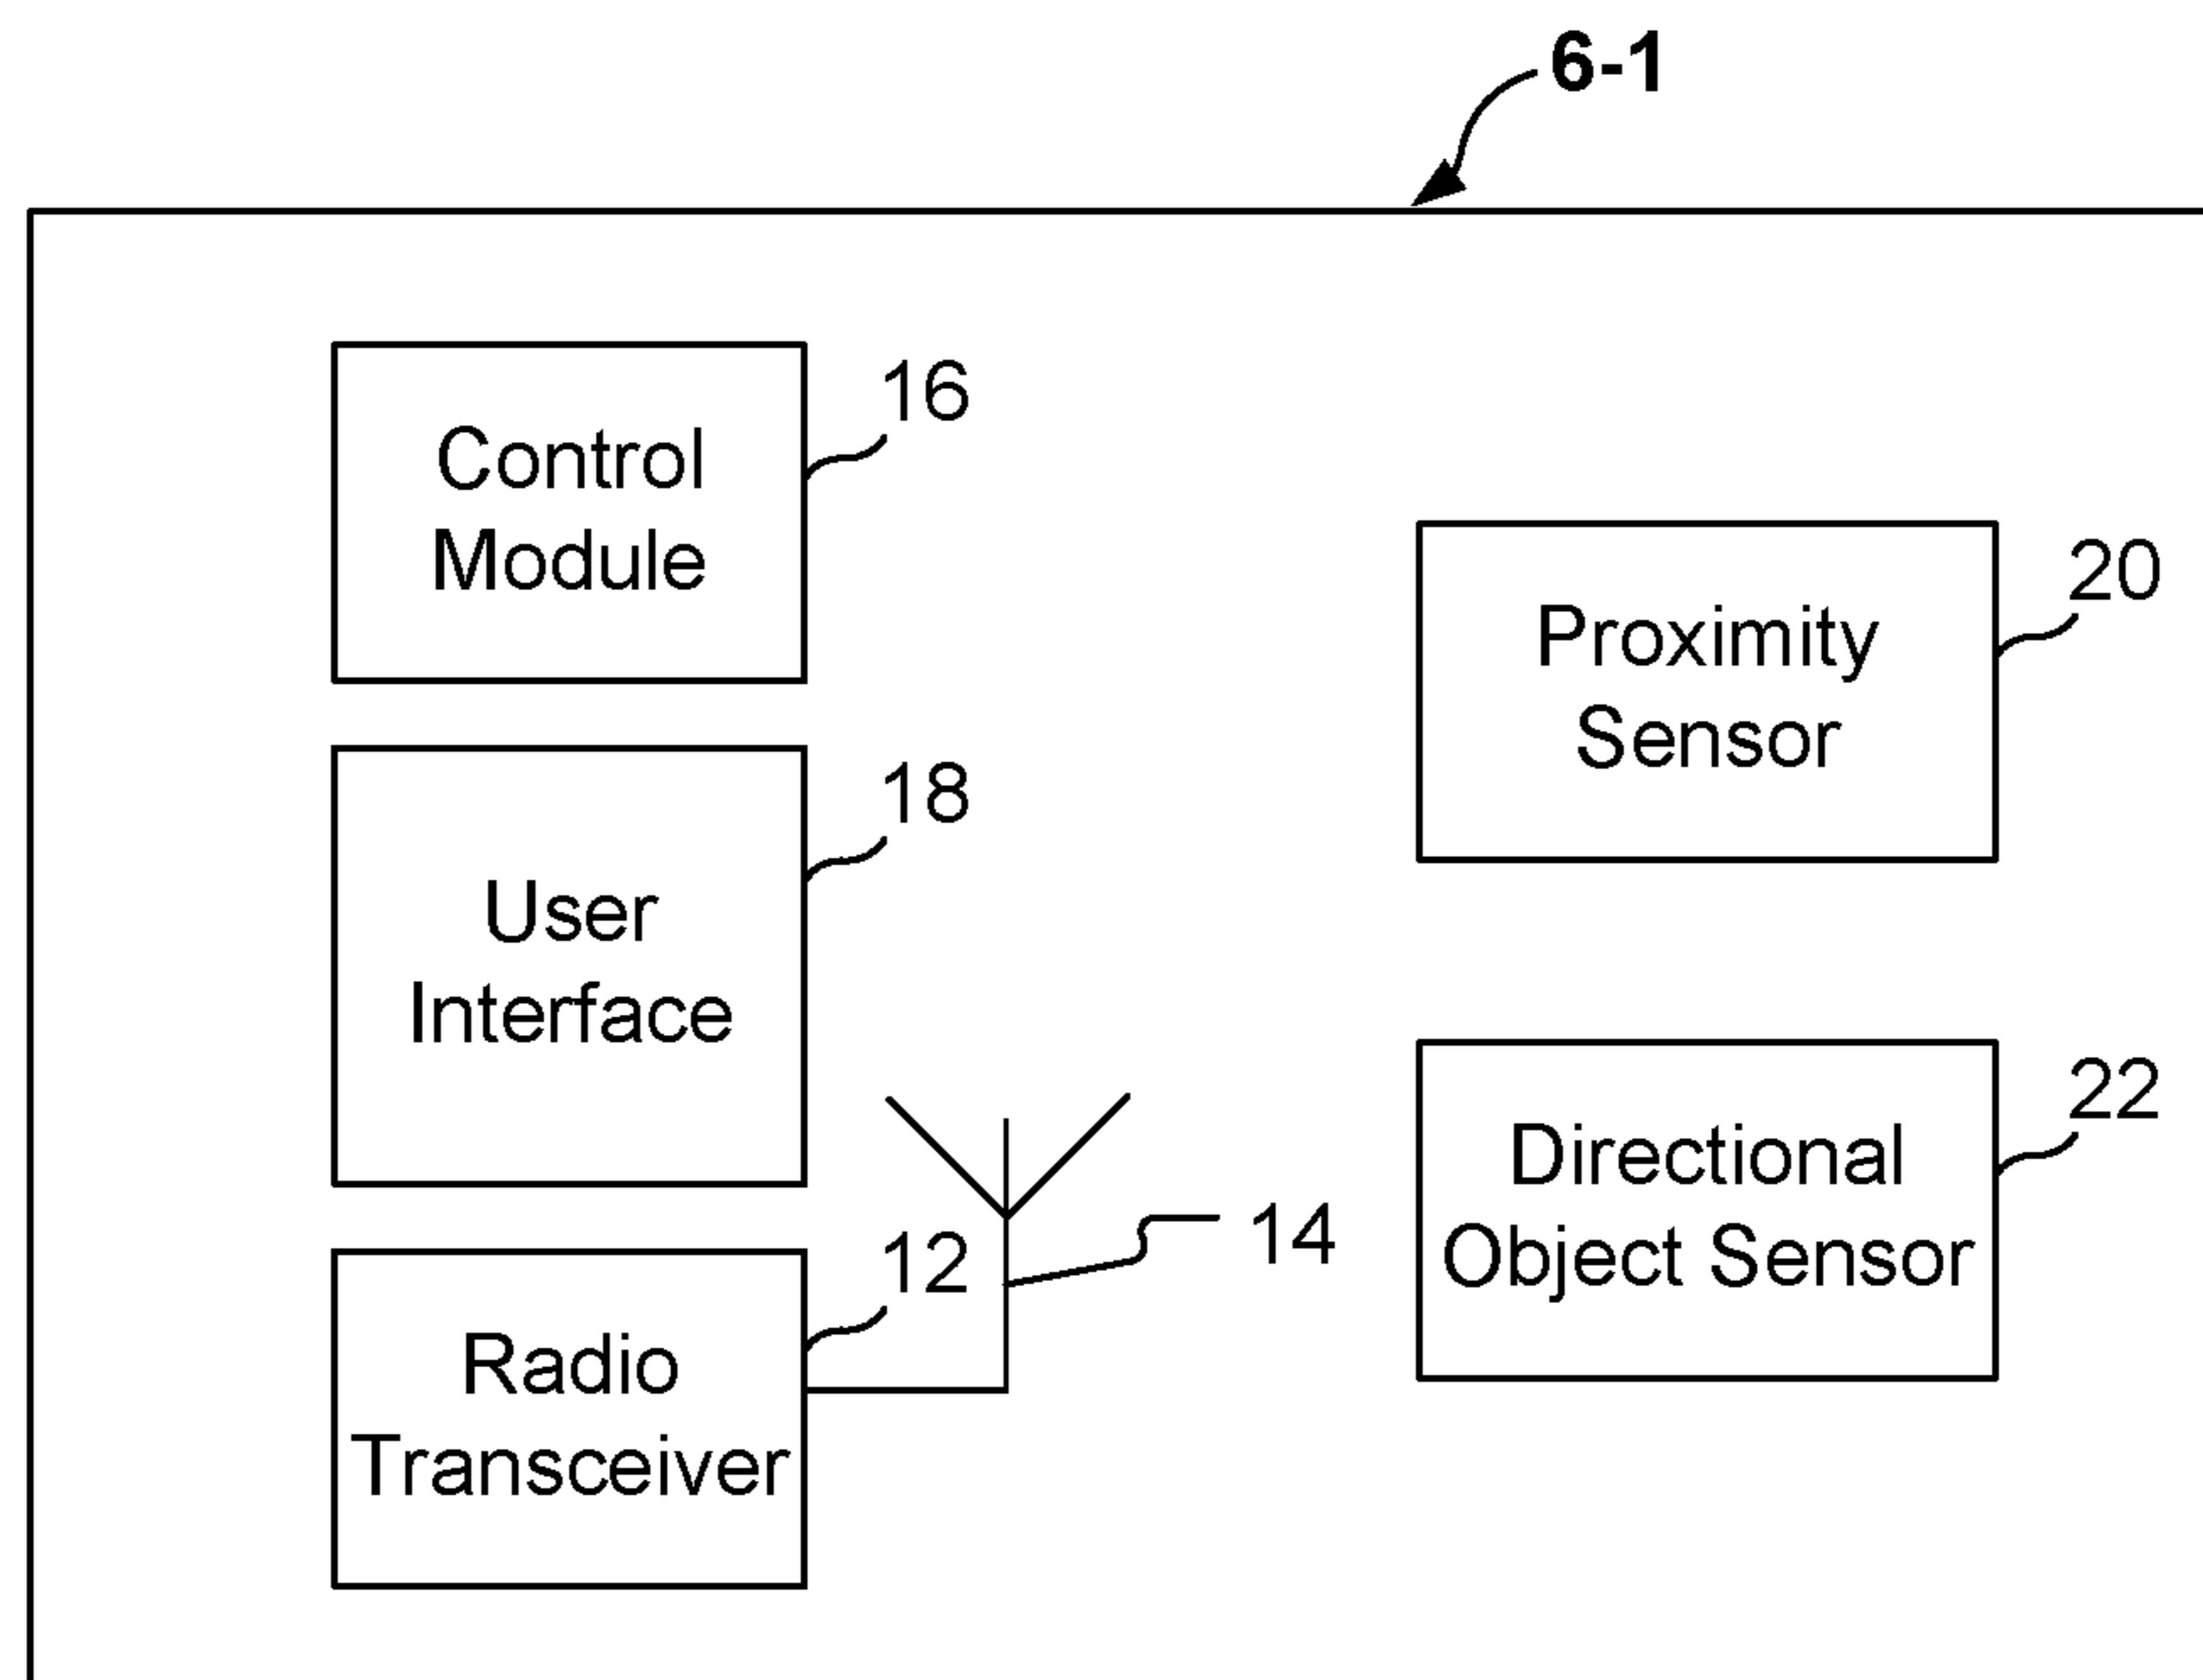 6-1
16
Control
Module
20
Proximity
Sensor
18
User
Interface
22
Directional
Object Sensor
14
12
Radio
Transceiver